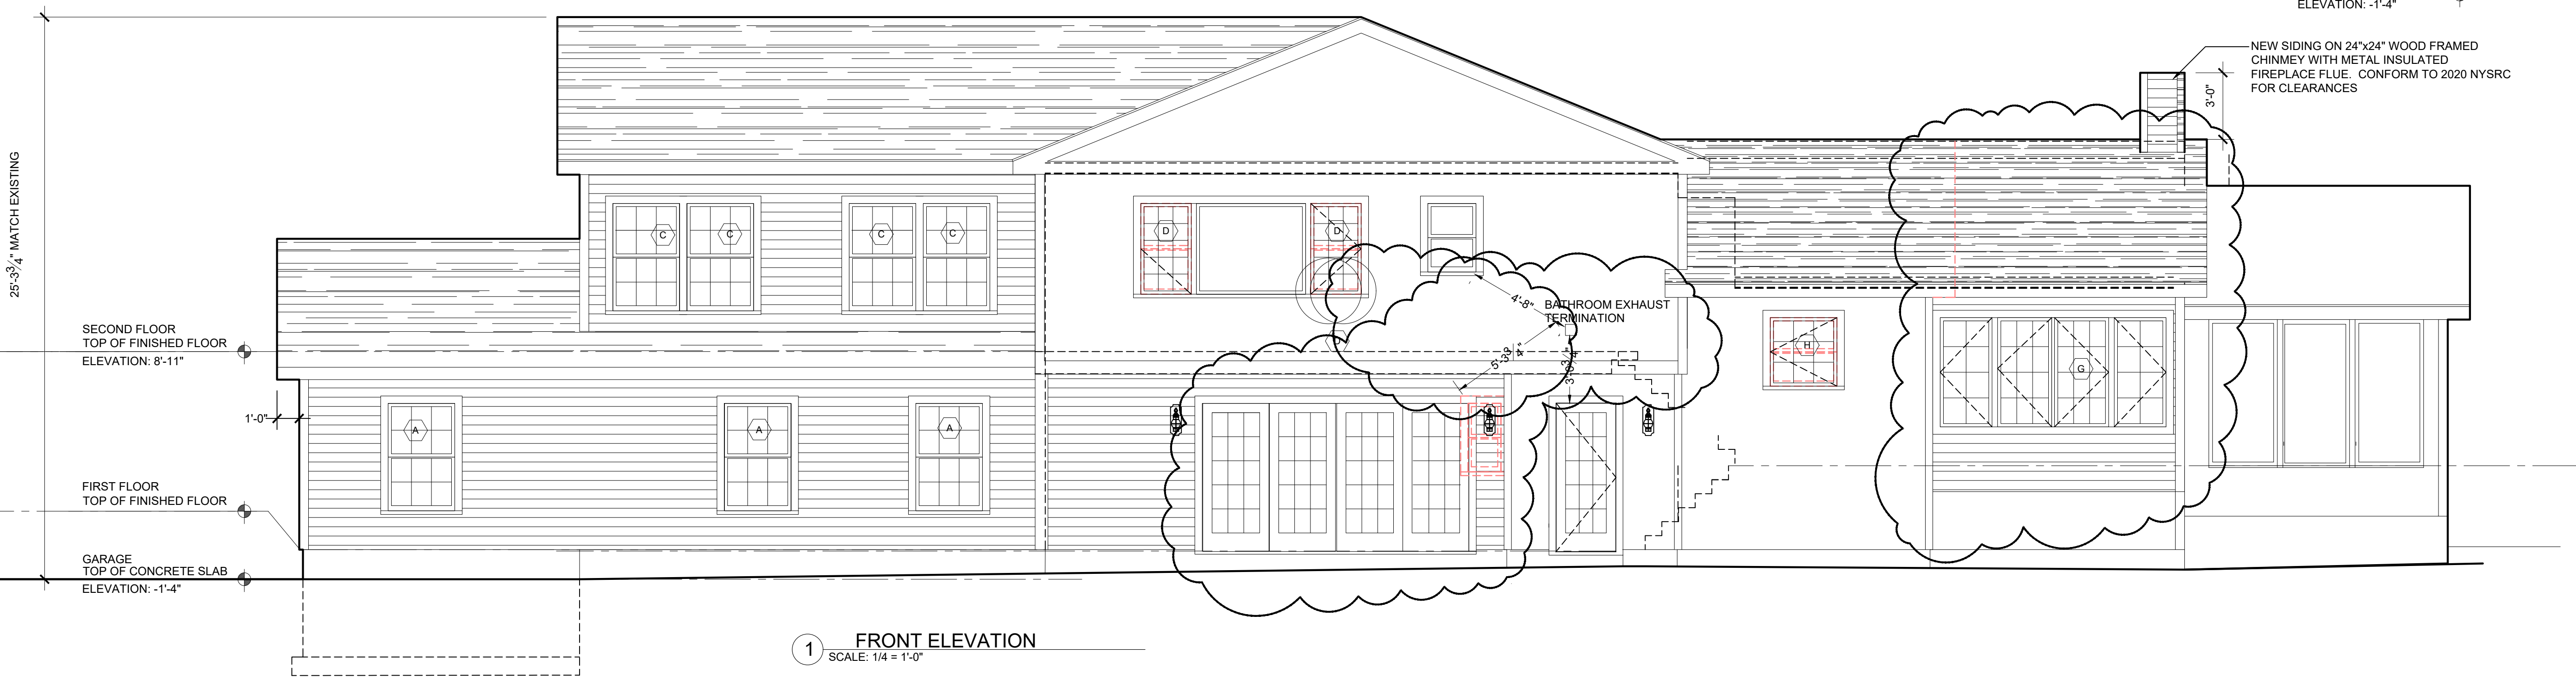 ELEVATION: -1'-4"
NEW SIDING ON 24"x24" WOOD FRAMED
CHINMEY WITH METAL INSULATED
FIREPLACE FLUE. CONFORM TO 2020 NYSRC
FOR CLEARANCES
3'-0"
25'-3 3/4" MATCH EXISTING
C
C
C
C
D
D
4'-8"
BATHROOM EXHAUST
TERMINATION
SECOND FLOOR
TOP OF FINISHED FLOOR
ELEVATION: 8'-11"
5'-3 3/4"
3'-0 3/4"
H
G
1'-0"
A
A
A
FIRST FLOOR
TOP OF FINISHED FLOOR
GARAGE
TOP OF CONCRETE SLAB
ELEVATION: -1'-4"
1
FRONT ELEVATION
SCALE: 1/4 = 1'-0"